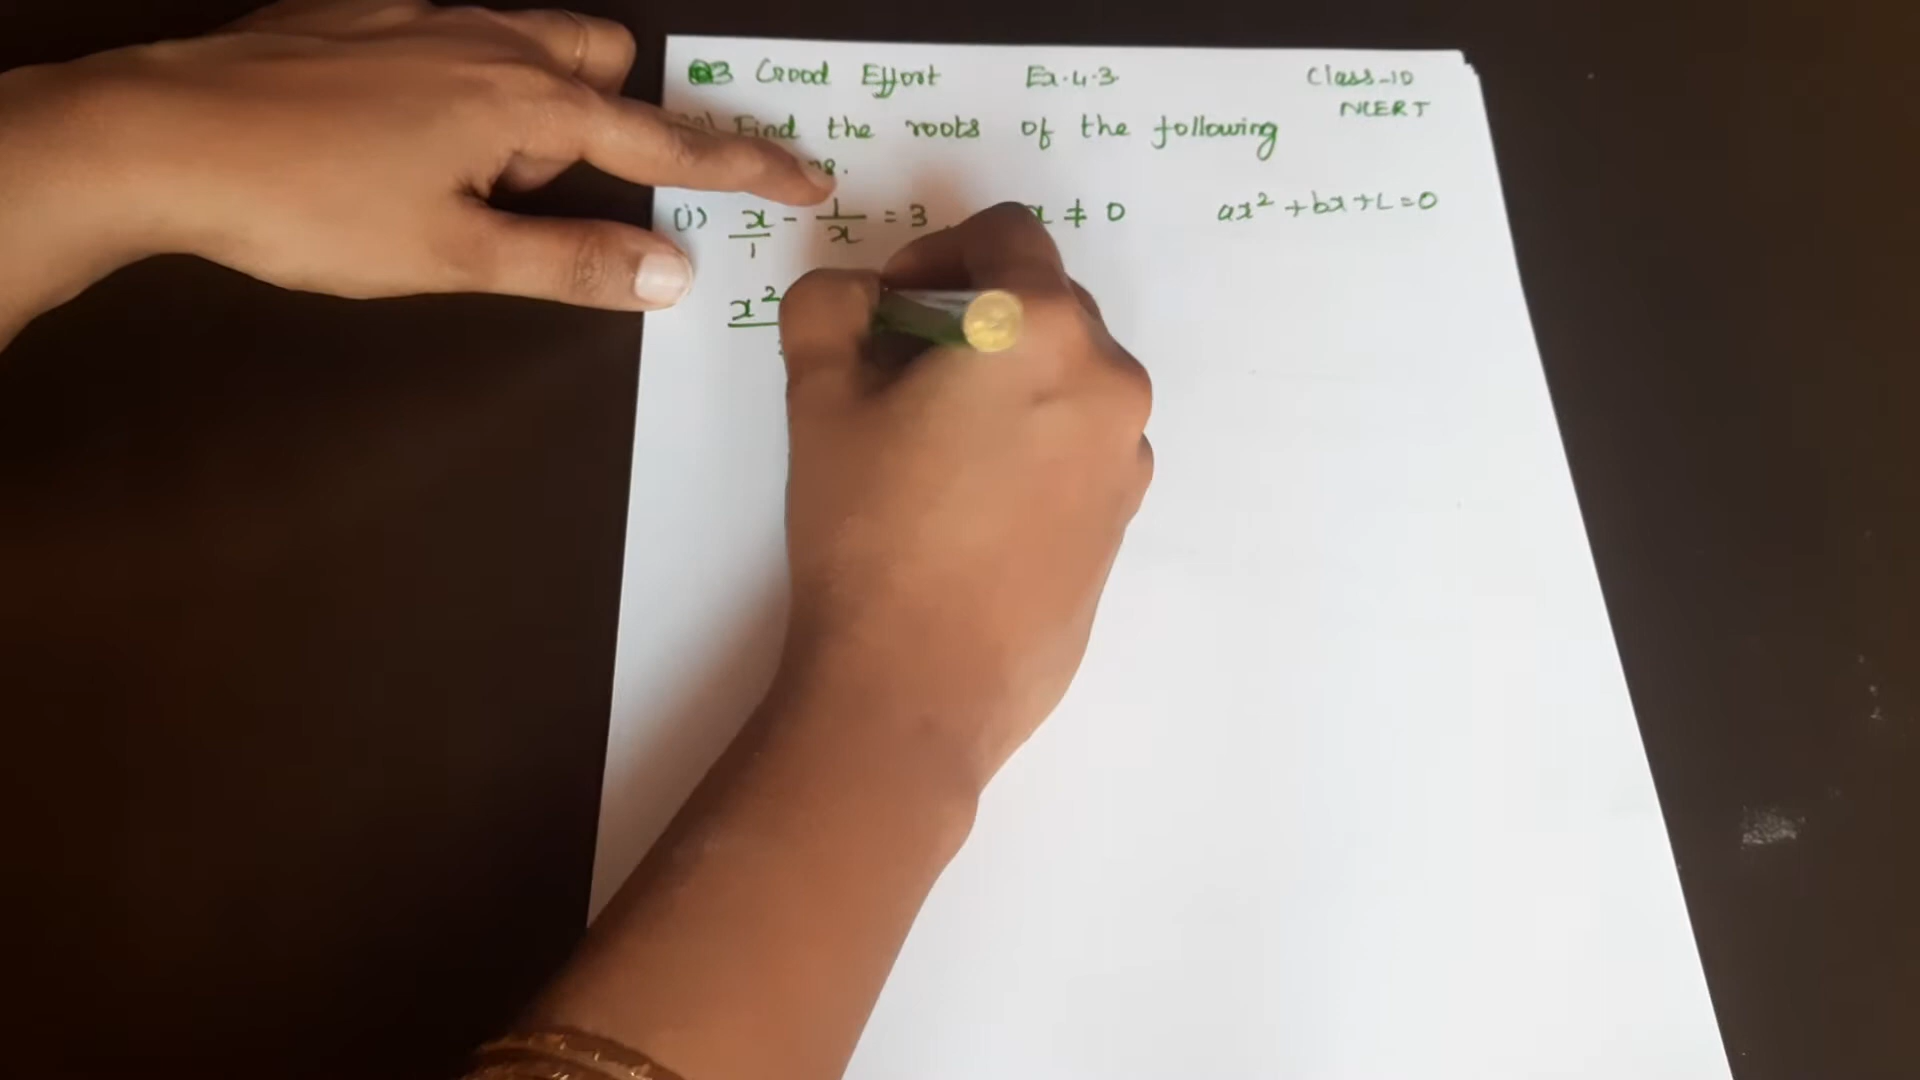 Q3 Good Effort Ex.4.3 Class-10
NCERT
Find the roots of the following
(i) x/1 - 1/x = 3, x ≠ 0 ax² + bx + c = 0
x²